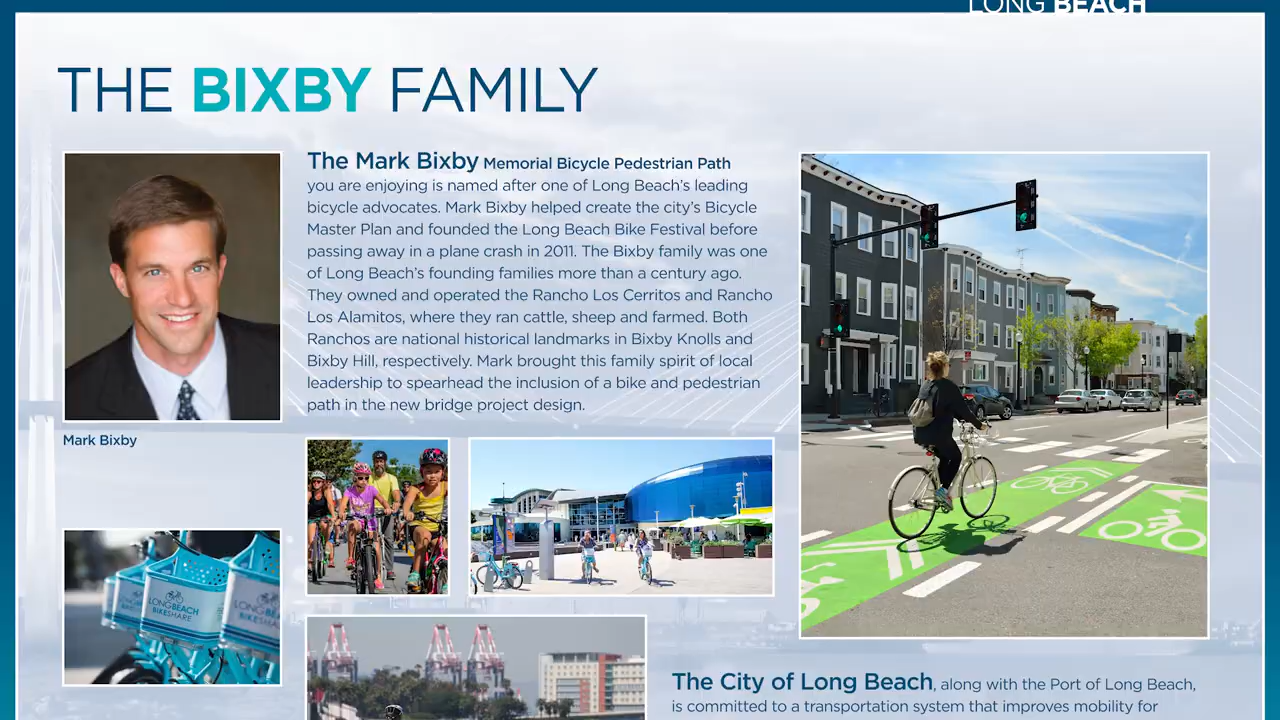 LONG BEACH
THE BIXBY FAMILY
The Mark Bixby Memorial Bicycle Pedestrian Path
you are enjoying is named after one of Long Beach's leading
bicycle advocates. Mark Bixby helped create the city's Bicycle
Master Plan and founded the Long Beach Bike Festival before
passing away in a plane crash in 2011. The Bixby family was one
of Long Beach's founding families more than a century ago.
They owned and operated the Rancho Los Cerritos and Rancho
Los Alamitos, where they ran cattle, sheep and farmed. Both
Ranchos are national historical landmarks in Bixby Knolls and
Bixby Hill, respectively. Mark brought this family spirit of local
leadership to spearhead the inclusion of a bike and pedestrian
path in the new bridge project design.
Mark Bixby
LONGBEACH
BIKESHARE
The City of Long Beach, along with the Port of Long Beach,
is committed to a transportation system that improves mobility for